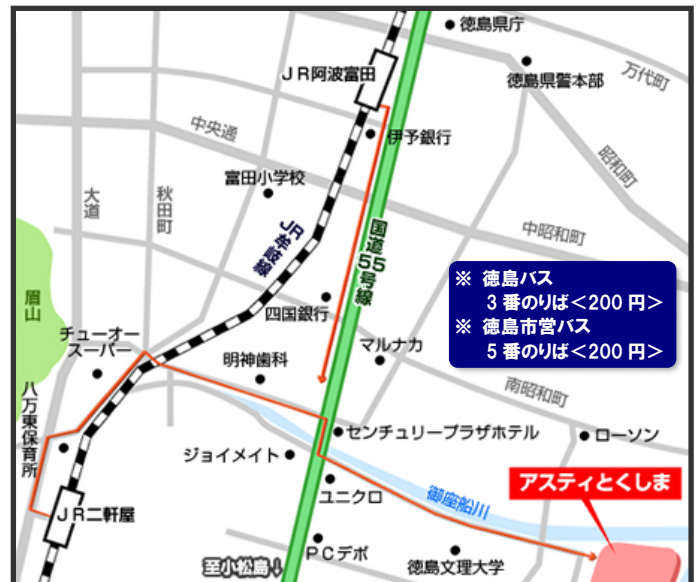 徳島県庁
JR阿波富田
徳島県警本部
万代町
中央通
伊予銀行
昭和町
富田小学校
大道
秋田町
JR牟岐線
国道55号線
中昭和町
※ 徳島バス
3番のりば<200円>
※ 徳島市営バス
5番のりば<200円>
眉山
四国銀行
チューオー
スーパー
明神歯科
マルナカ
南昭和町
八万東保育所
センチュリープラザホテル
ローソン
ジョイメイト
アスティとくしま
ユニクロ
御座船川
JR二軒屋
PCデポ
徳島文理大学
至小松島↓